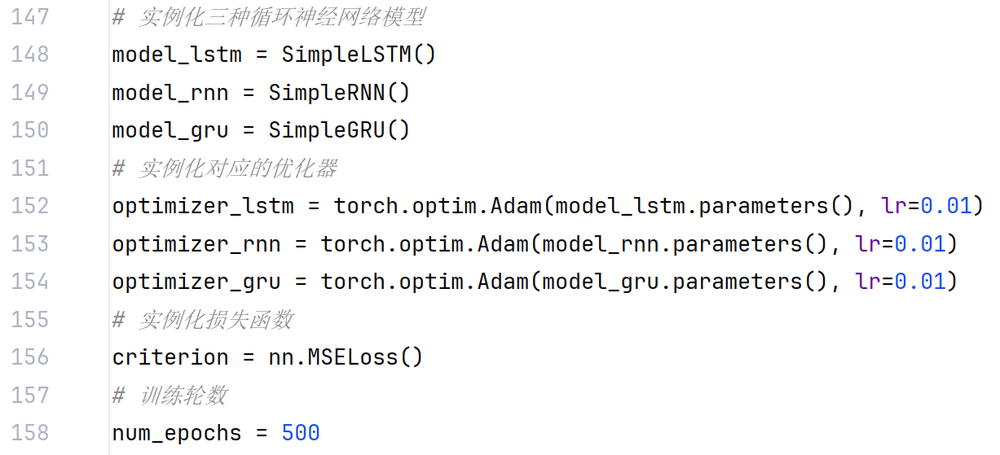 147 # 实例化三种循环神经网络模型
148 model_lstm = SimpleLSTM()
149 model_rnn = SimpleRNN()
150 model_gru = SimpleGRU()
151 # 实例化对应的优化器
152 optimizer_lstm = torch.optim.Adam(model_lstm.parameters(), lr=0.01)
153 optimizer_rnn = torch.optim.Adam(model_rnn.parameters(), lr=0.01)
154 optimizer_gru = torch.optim.Adam(model_gru.parameters(), lr=0.01)
155 # 实例化损失函数
156 criterion = nn.MSELoss()
157 # 训练轮数
158 num_epochs = 500